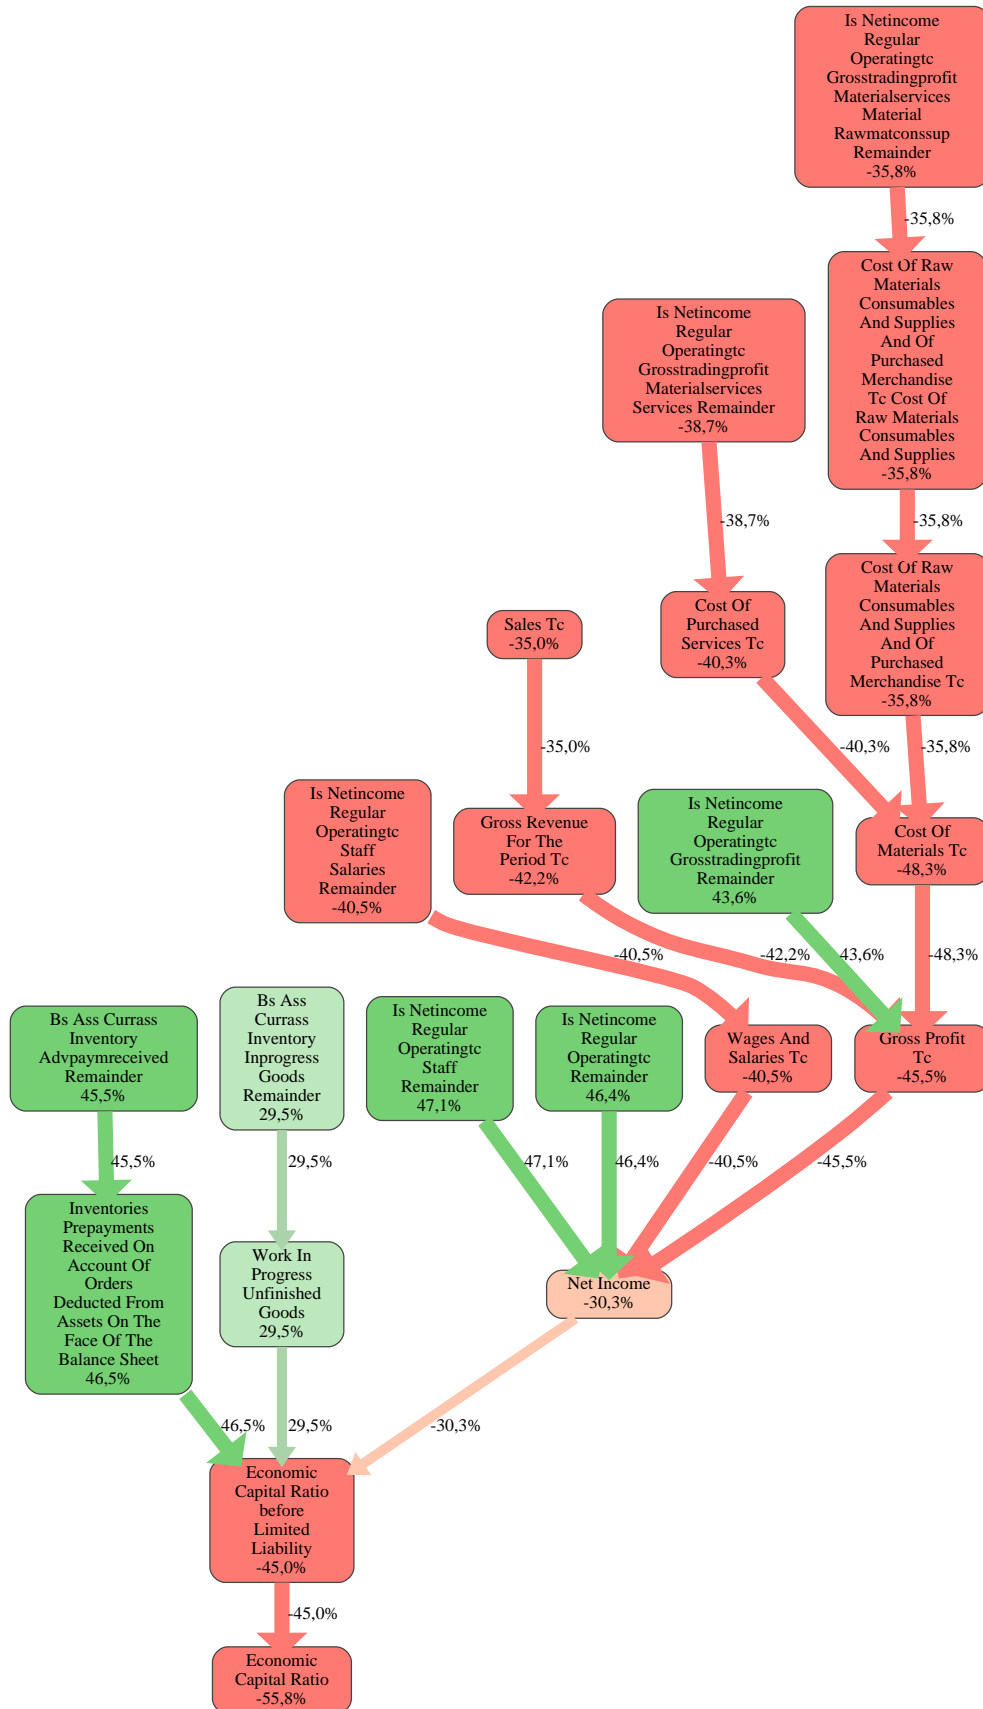 Is Netincome
Regular
Operatingtc
Grosstradingprofit
Materialservices
Material
Rawmatconssup
Remainder
-35,8%
-35,8%
Cost Of Raw
Materials
Consumables
And Supplies
And Of
Purchased
Merchandise
Tc Cost Of
Raw Materials
Consumables
And Supplies
-35,8%
Is Netincome
Regular
Operatingtc
Grosstradingprofit
Materialservices
Services Remainder
-38,7%
-38,7%
-35,8%
Cost Of Raw
Materials
Consumables
And Supplies
And Of
Purchased
Merchandise Tc
-35,8%
Cost Of
Purchased
Services Tc
-40,3%
Sales Tc
-35,0%
-35,0%
-40,3%
-35,8%
Is Netincome
Regular
Operatingtc
Staff
Salaries
Remainder
-40,5%
Gross Revenue
For The
Period Tc
-42,2%
Is Netincome
Regular
Operatingtc
Grosstradingprofit
Remainder
43,6%
Cost Of
Materials Tc
-48,3%
-40,5%
-42,2%
43,6%
-48,3%
Bs Ass Currass
Inventory
Advpaymreceived
Remainder
45,5%
Bs Ass
Currass
Inventory
Inprogress
Goods
Remainder
29,5%
Is Netincome
Regular
Operatingtc
Staff
Remainder
47,1%
Is Netincome
Regular
Operatingtc
Remainder
46,4%
Wages And
Salaries Tc
-40,5%
Gross Profit
Tc
-45,5%
45,5%
29,5%
47,1%
46,4%
-40,5%
-45,5%
Inventories
Prepayments
Received On
Account Of
Orders
Deducted From
Assets On The
Face Of The
Balance Sheet
46,5%
Work In
Progress
Unfinished
Goods
29,5%
Net Income
-30,3%
46,5%
29,5%
-30,3%
Economic
Capital Ratio
before
Limited
Liability
-45,0%
-45,0%
Economic
Capital Ratio
-55,8%